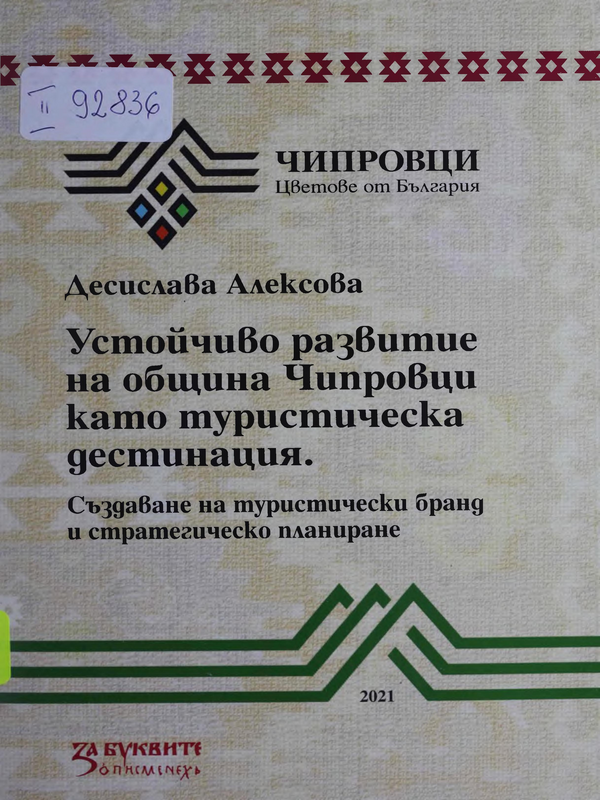 II 92836
ЧИПРОВЦИ
Цветове от България
Десислава Алексова
Устойчиво развитие
на община Чипровци
като туристическа
дестинация.
Създаване на туристически бранд
и стратегическо планиране
2021
ЗА БУКВИТЕ
О писменехь